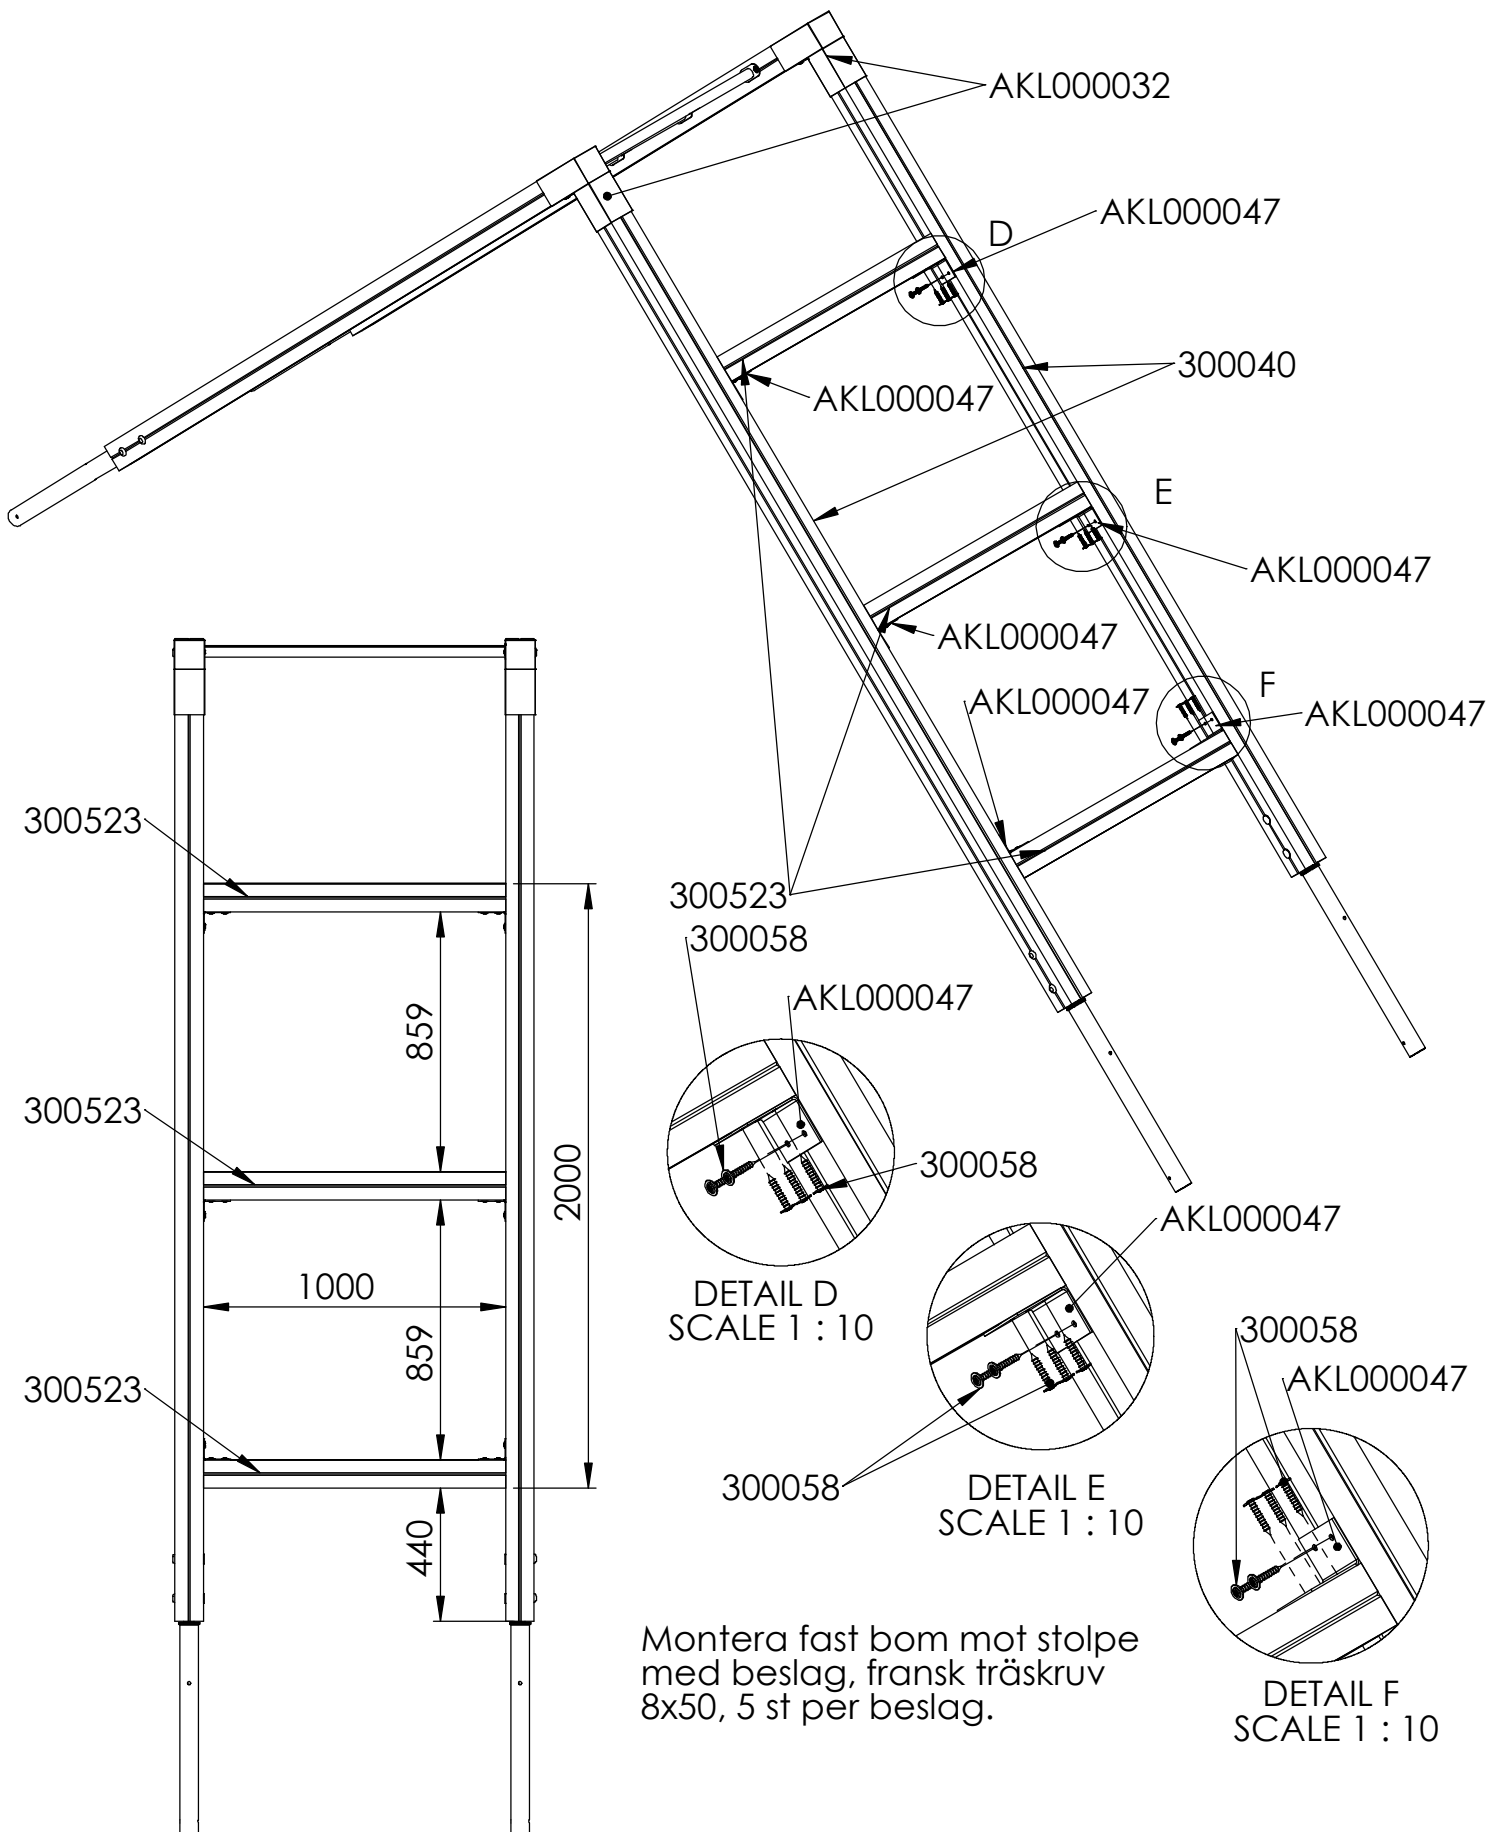 AKL000032
AKL000047
D
300040
AKL000047
E
AKL000047
AKL000047
F
AKL000047
AKL000047
300523
300523
300058
AKL000047
859
300523
300058
2000
AKL000047
1000
DETAIL D
SCALE 1 : 10
859
300058
AKL000047
300523
300058
DETAIL E
SCALE 1 : 10
440
Montera fast bom mot stolpe
med beslag, fransk träskruv
8x50, 5 st per beslag.
DETAIL F
SCALE 1 : 10